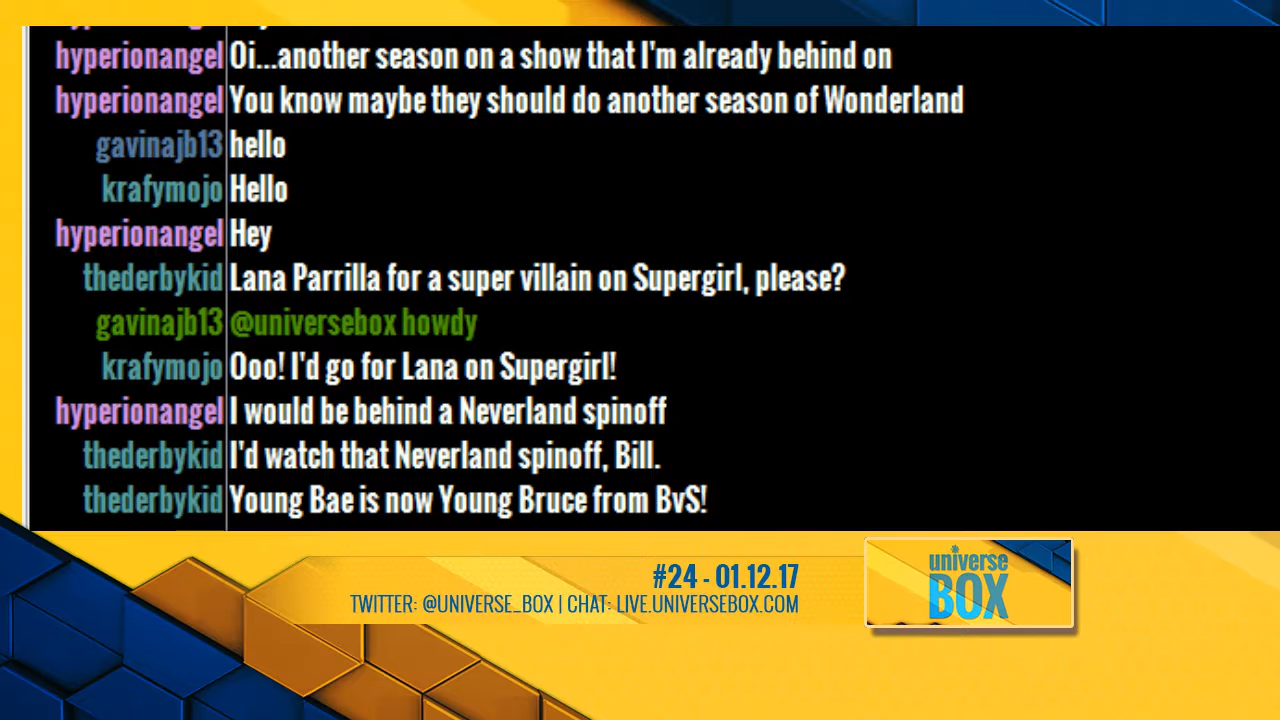 hyperionangel Oi...another season on a show that I'm already behind on
hyperionangel You know maybe they should do another season of Wonderland
gavinajb13 hello
krafymojo Hello
hyperionangel Hey
thederbykid Lana Parrilla for a super villain on Supergirl, please?
gavinajb13 @universebox howdy
krafymojo Ooo! I'd go for Lana on Supergirl!
hyperionangel I would be behind a Neverland spinoff
thederbykid I'd watch that Neverland spinoff, Bill.
thederbykid Young Bae is now Young Bruce from BvS!
#24 - 01.12.17
TWITTER: @UNIVERSE_BOX | CHAT: LIVE.UNIVERSEBOX.COM
universe
BOX